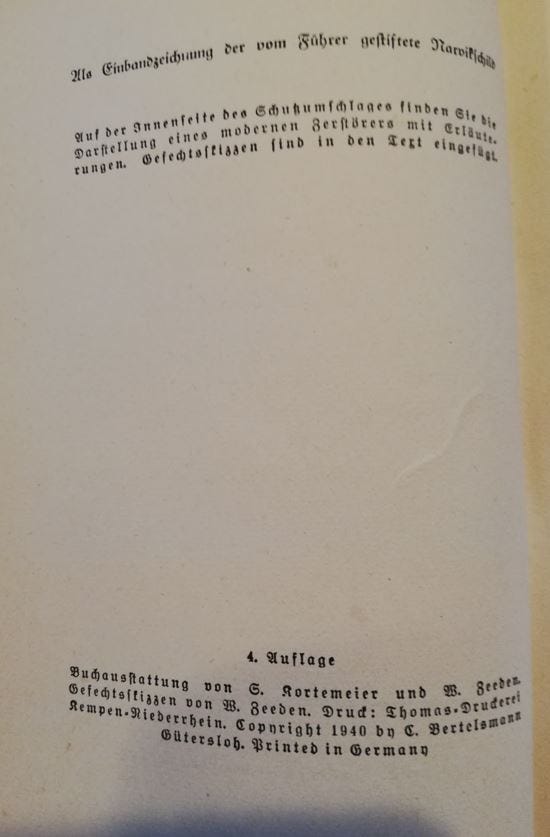 Als Einbandzeichnung der vom Führer gestiftete Narvikschild
Auf der Innenseite des Schutzumschlages finden Sie die
Darstellung eines modernen Zerstörers mit Erläute-
rungen. Gefechtsskizzen sind in den Text eingefügt.
4. Auflage
Buchausstattung von S. Kortemeier und W. Zeeden.
Gefechtsskizzen von W. Zeeden. Druck: Thomas-Druckerei
Kempen-Niederrhein. Copyright 1940 by C. Bertelsmann
Gütersloh. Printed in Germany